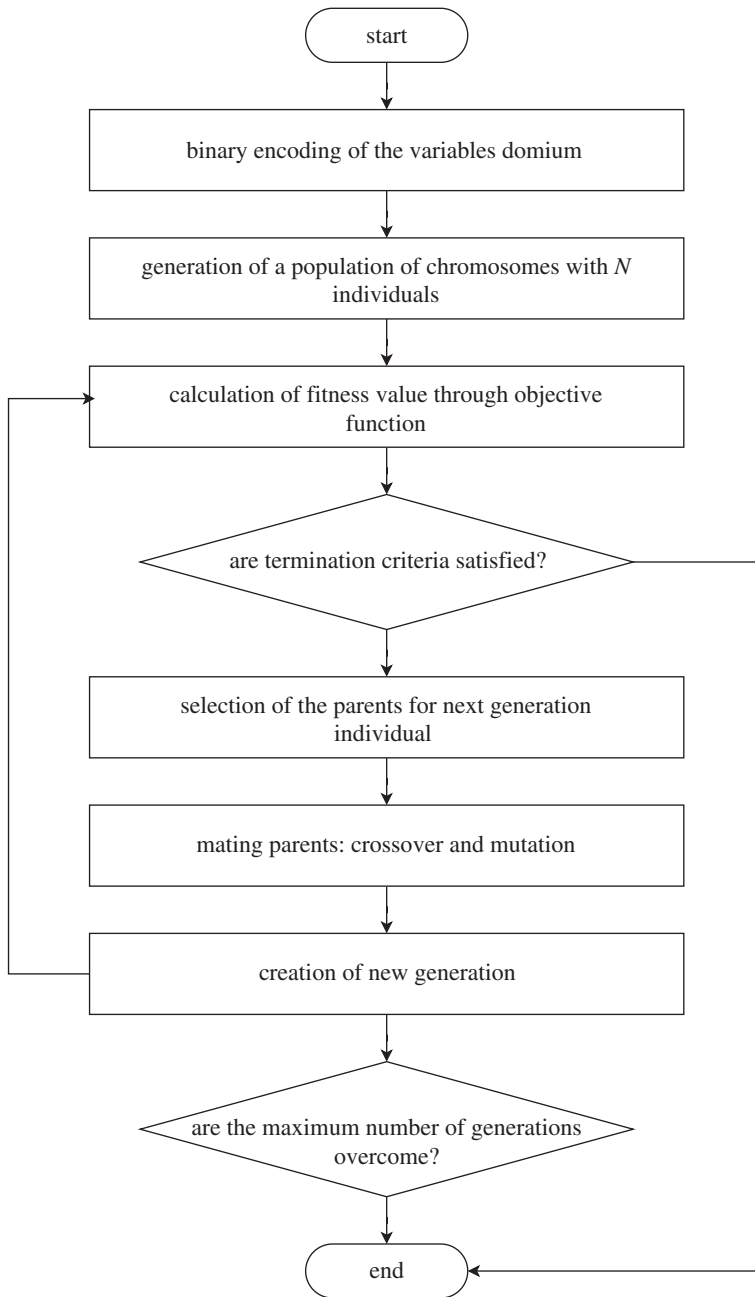 start
binary encoding of the variables domium
generation of a population of chromosomes with N
individuals
calculation of fitness value through objective
function
are termination criteria satisfied?
selection of the parents for next generation
individual
mating parents: crossover and mutation
creation of new generation
are the maximum number of generations
overcome?
end